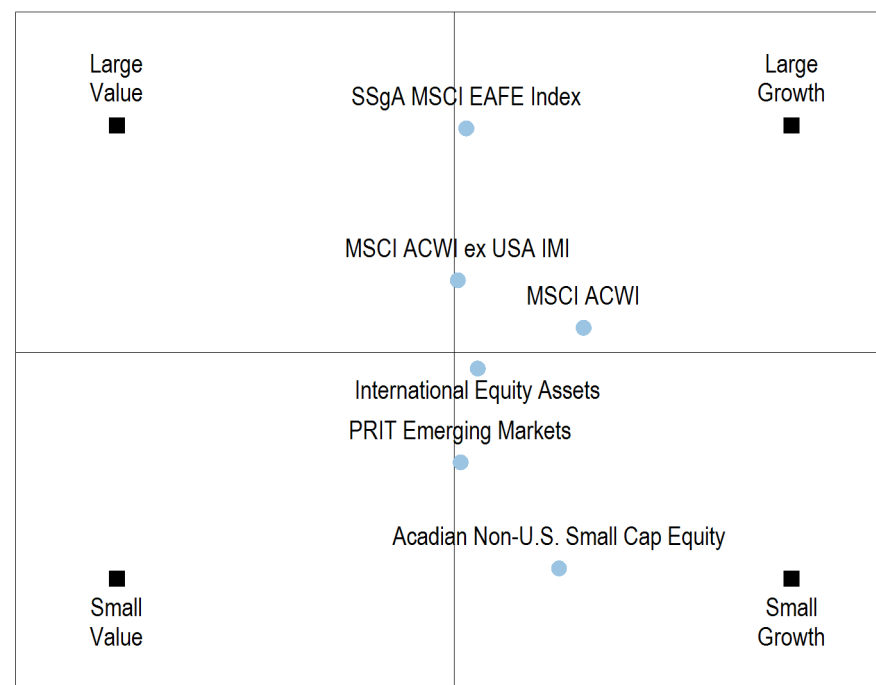 Large
Value
Large
Growth
SSgA MSCI EAFE Index
MSCI ACWI ex USA IMI
MSCI ACWI
International Equity Assets
PRIT Emerging Markets
Acadian Non-U.S. Small Cap Equity
Small
Value
Small
Growth